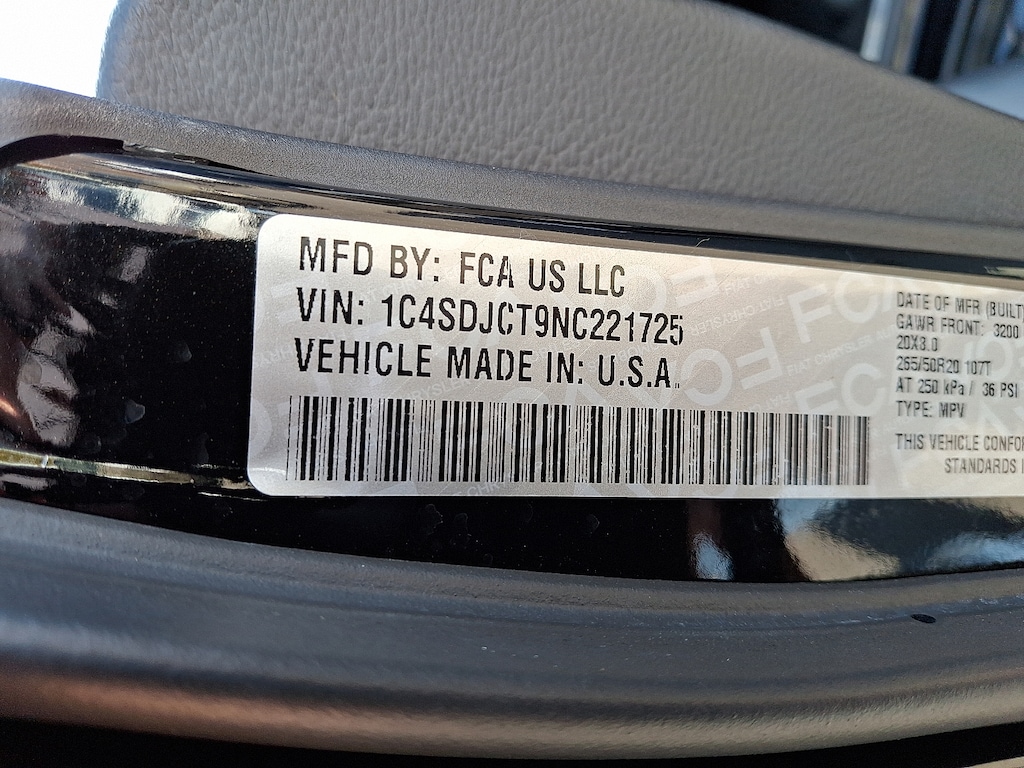 MFD BY: FCA US LLC
VIN: 1C4SDJCT9NC221725
VEHICLE MADE IN: U.S.A.
DATE OF MFR (BUILT
GAWR FRONT: 3200
20X8.0
265/50R20 107T
AT 250 kPa / 36 PSI
TYPE: MPV
THIS VEHICLE CONFO
STANDARDS I